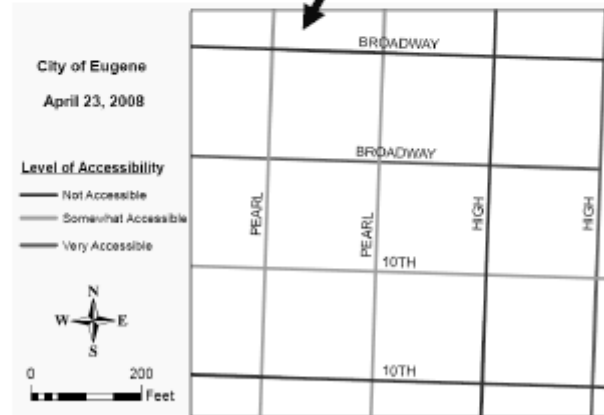 City of Eugene
April 23, 2008
Level of Accessibility
Not Accessible
Somewhat Accessible
Very Accessible
N
W E
S
0 200
Feet
BROADWAY
BROADWAY
PEARL
PEARL
HIGH
HIGH
10TH
10TH